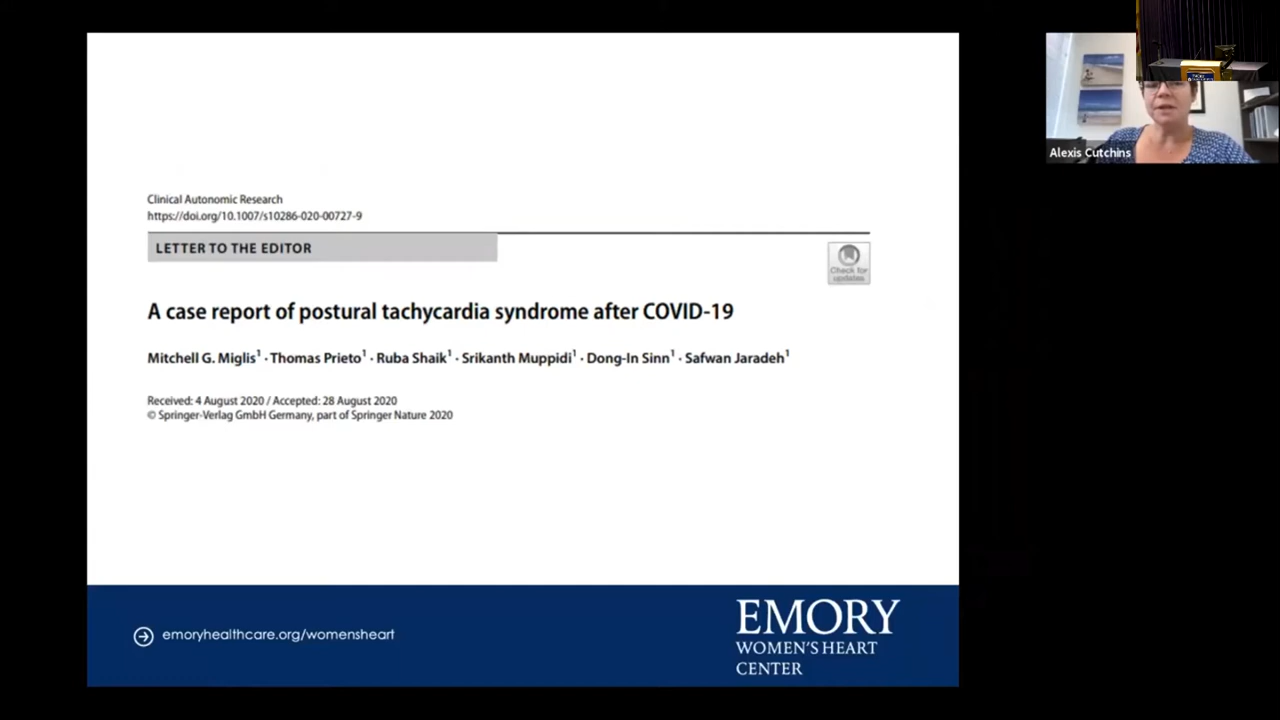 Clinical Autonomic Research
https://doi.org/10.1007/s10286-020-00727-9
LETTER TO THE EDITOR
Check for
updates
A case report of postural tachycardia syndrome after COVID-19
Mitchell G. Miglis1 · Thomas Prieto1 · Ruba Shaik1 · Srikanth Muppidi1 · Dong-In Sinn1 · Safwan Jaradeh1
Received: 4 August 2020 / Accepted: 28 August 2020
© Springer-Verlag GmbH Germany, part of Springer Nature 2020
emoryhealthcare.org/womensheart
EMORY
WOMEN'S HEART
CENTER
Alexis Cutchins